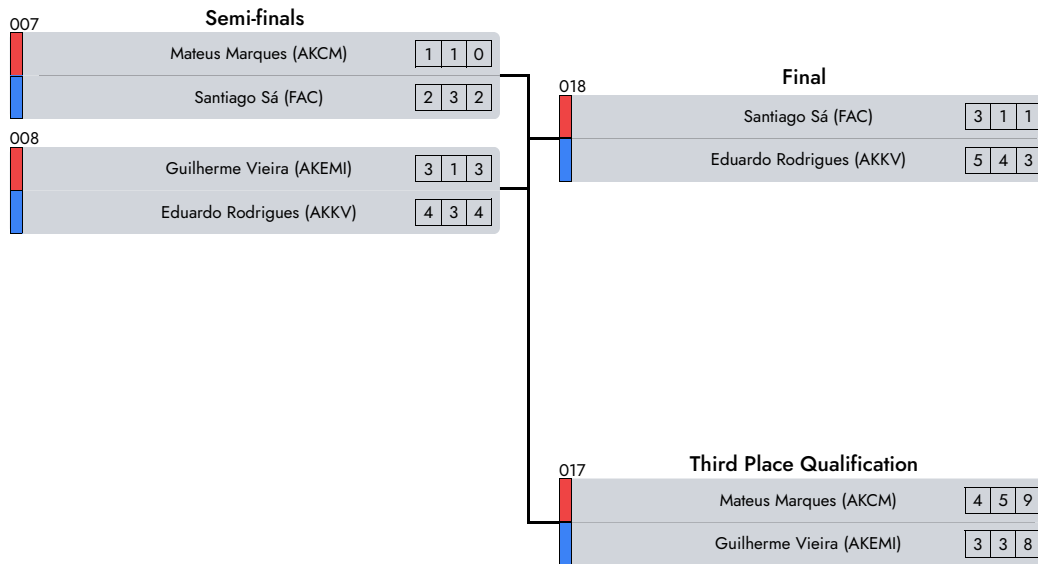 Semi-finals
007
Mateus Marques (AKCM) 1 1 0
Santiago Sá (FAC) 2 3 2
008
Guilherme Vieira (AKEMI) 3 1 3
Eduardo Rodrigues (AKKV) 4 3 4
Final
018
Santiago Sá (FAC) 3 1 1
Eduardo Rodrigues (AKKV) 5 4 3
Third Place Qualification
017
Mateus Marques (AKCM) 4 5 9
Guilherme Vieira (AKEMI) 3 3 8